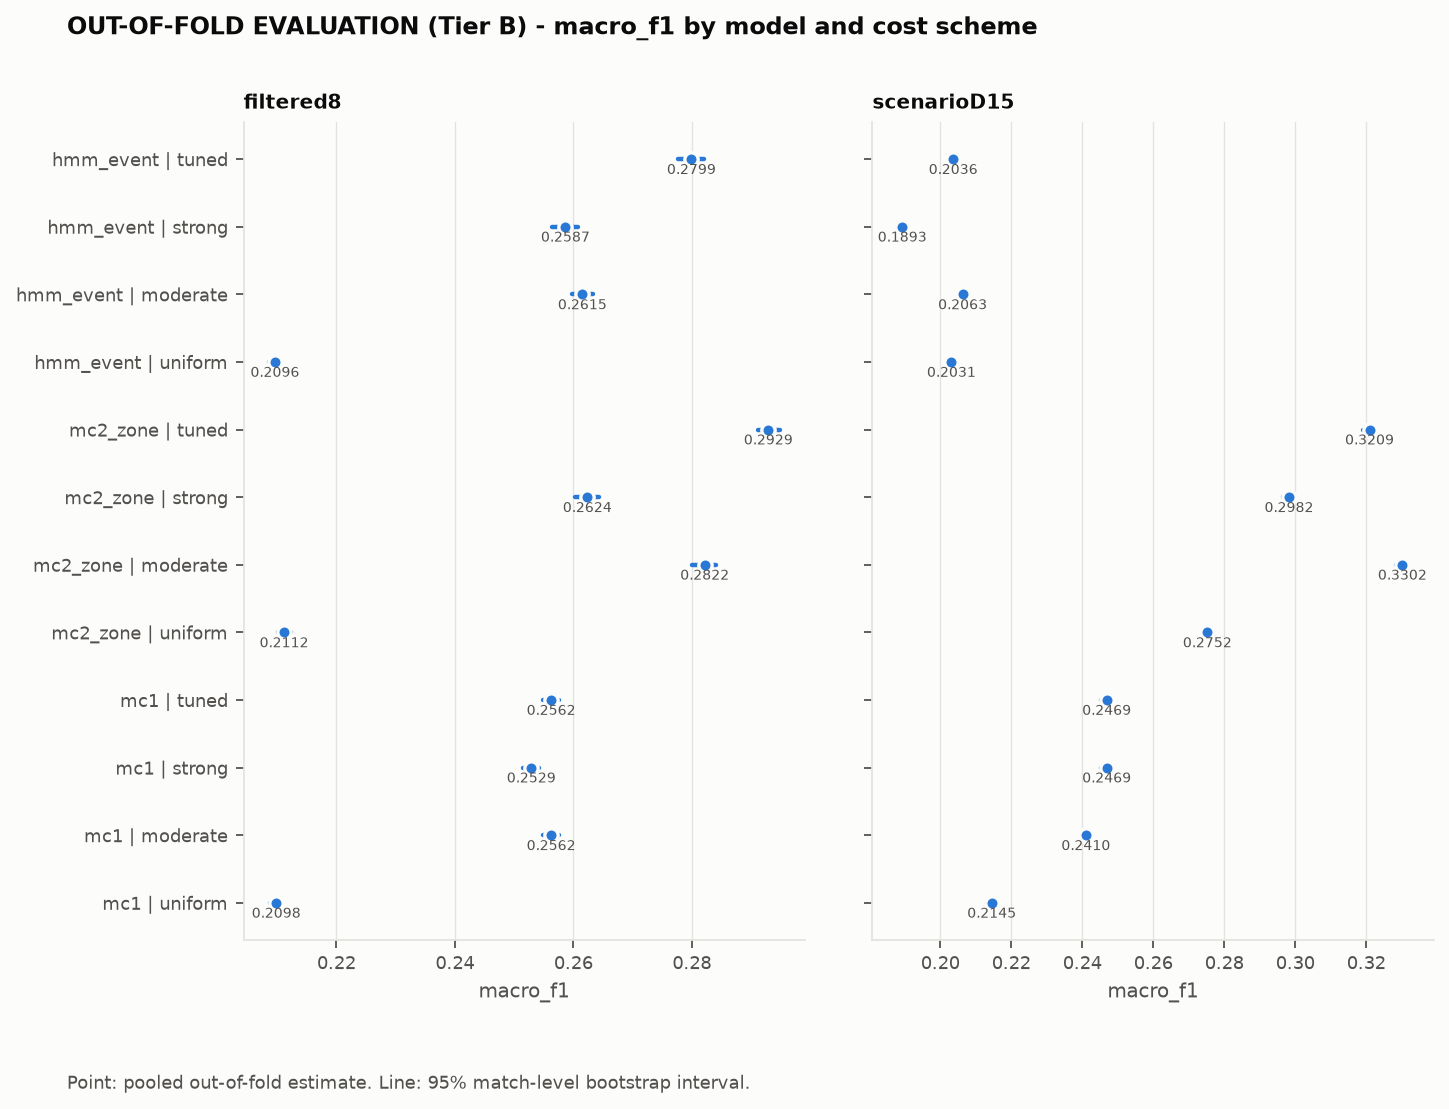 OUT-OF-FOLD EVALUATION (Tier B) - macro_f1 by model and cost scheme
filtered8
hmm_event | tuned
hmm_event | strong
hmm_event | moderate
hmm_event | uniform
mc2_zone | tuned
mc2_zone | strong
mc2_zone | moderate
mc2_zone | uniform
mc1 | tuned
mc1 | strong
mc1 | moderate
mc1 | uniform
0.2799
0.2587
0.2615
0.2096
0.2929
0.2624
0.2822
0.2112
0.2562
0.2529
0.2562
0.2098
0.22 0.24 0.26 0.28
macro_f1
scenarioD15
0.2036
0.1893
0.2063
0.2031
0.3209
0.2982
0.3302
0.2752
0.2469
0.2469
0.2410
0.2145
0.20 0.22 0.24 0.26 0.28 0.30 0.32
macro_f1
Point: pooled out-of-fold estimate. Line: 95% match-level bootstrap interval.